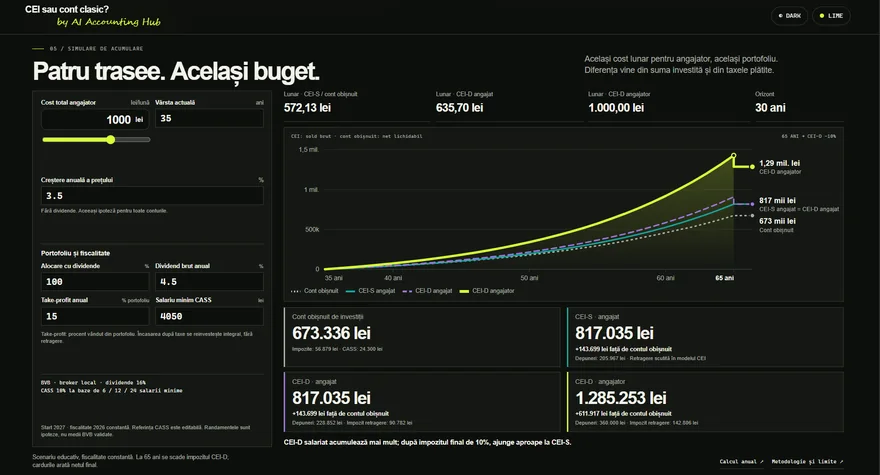 CEI sau cont clasic?
by AI Accounting Hub
DARK
LIME
05 / SIMULARE DE ACUMULARE
Patru trasee. Același buget.
Același cost lunar pentru angajator, același portofoliu.
Diferența vine din suma investită și din taxele plătite.
Cost total angajator lei/lună
1000 lei
Vârsta actuală ani
35
Creștere anuală a prețului %
3.5
Fără dividende. Aceeași ipoteză pentru toate conturile.
Portofoliu și fiscalitate
Alocare cu dividende %
100
Dividend brut anual %
4.5
Take-profit anual % portofoliu
15
Salariu minim CASS lei
4050
Take-profit: procent vândut din portofoliu. Încasarea după taxe se reinvestește integral, fără
retragere.
BVB · broker local · dividende 16%
CASS 10% la baze de 6 / 12 / 24 salarii minime
Start 2027 · fiscalitate 2026 constantă. Referința CASS este editabilă. Randamentele sunt
ipoteze, nu medii BVB validate.
Lunar · CEI-S / cont obișnuit
572,13 lei
Lunar · CEI-D angajat
635,70 lei
Lunar · CEI-D angajator
1.000,00 lei
Orizont
30 ani
CEI: sold brut · cont obișnuit: net lichidabil
65 ANI = CEI-D −10%
1,5 mil.
1 mil.
500k
0
35 ani
40 ani
50 ani
60 ani
65 ani
1,29 mil. lei
CEI-D angajator
817 mii lei
CEI-S angajat = CEI-D angajat
673 mii lei
Cont obișnuit
Cont obișnuit
CEI-S angajat
CEI-D angajat
CEI-D angajator
Cont obișnuit de investiții
673.336 lei
Impozite: 56.879 lei · CASS: 24.300 lei
CEI-S · angajat
817.035 lei
+143.699 lei față de contul obișnuit
Depuneri: 205.967 lei · Retragere scutită în modelul CEI
CEI-D · angajat
817.035 lei
+143.699 lei față de contul obișnuit
Depuneri: 228.852 lei · Impozit retragere: 90.782 lei
CEI-D · angajator
1.285.253 lei
+611.917 lei față de contul obișnuit
Depuneri: 360.000 lei · Impozit retragere: 142.806 lei
CEI-D salariat acumulează mai mult; după impozitul final de 10%, ajunge aproape la CEI-S.
Scenariu educativ, fiscalitate constantă. La 65 ani se scade impozitul CEI-D;
cardurile arată netul final.
Calcul anual ↗
Metodologie și limite ↗